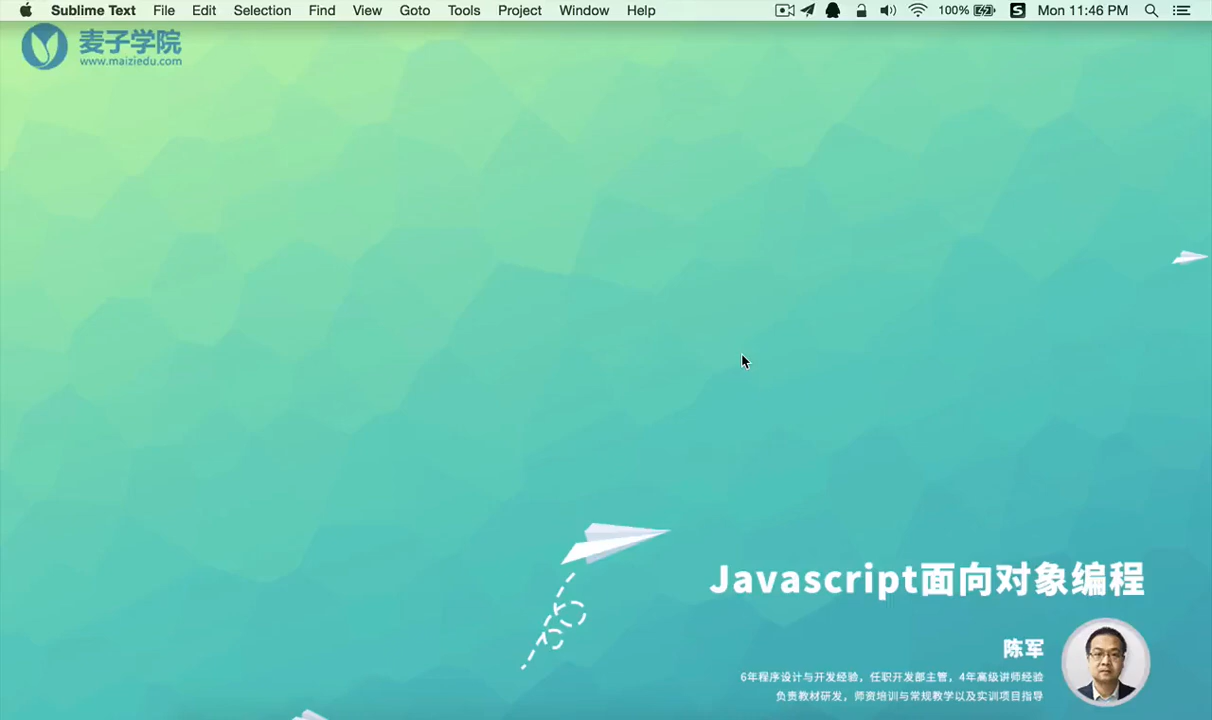 Sublime Text File Edit Selection Find View Goto Tools Project Window Help 100% Mon 11:46 PM
麦子学院
www.maiziedu.com
Javascript面向对象编程
陈军
6年程序设计与开发经验，任职开发部主管，4年高级讲师经验
负责教材研发，师资培训与常规教学以及实训项目指导